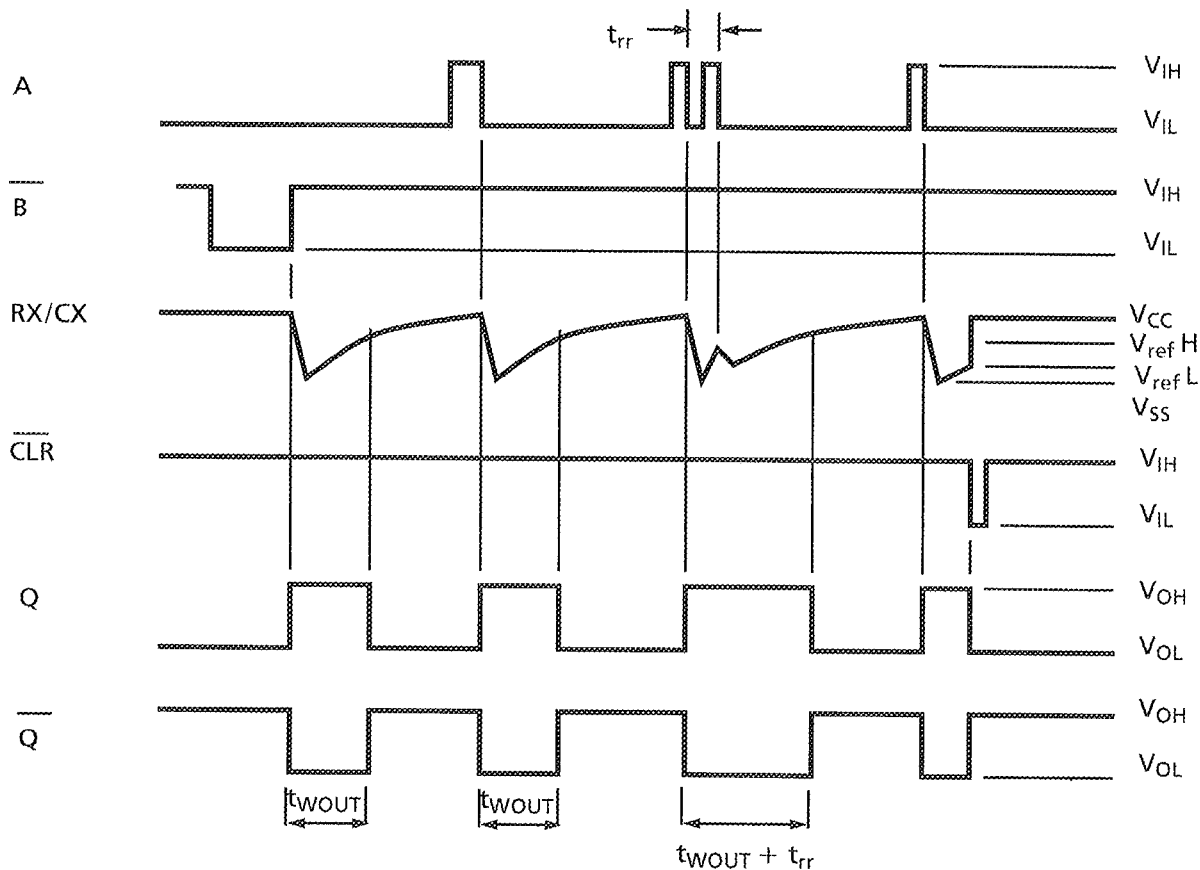 t_rr
A
V_IH
V_IL
B̅
V_IH
V_IL
RX/CX
V_CC
V_ref H
V_ref L
V_SS
C̅L̅R̅
V_IH
V_IL
Q
V_OH
V_OL
Q̅
V_OH
V_OL
t_WOUT
t_WOUT
t_WOUT + t_rr